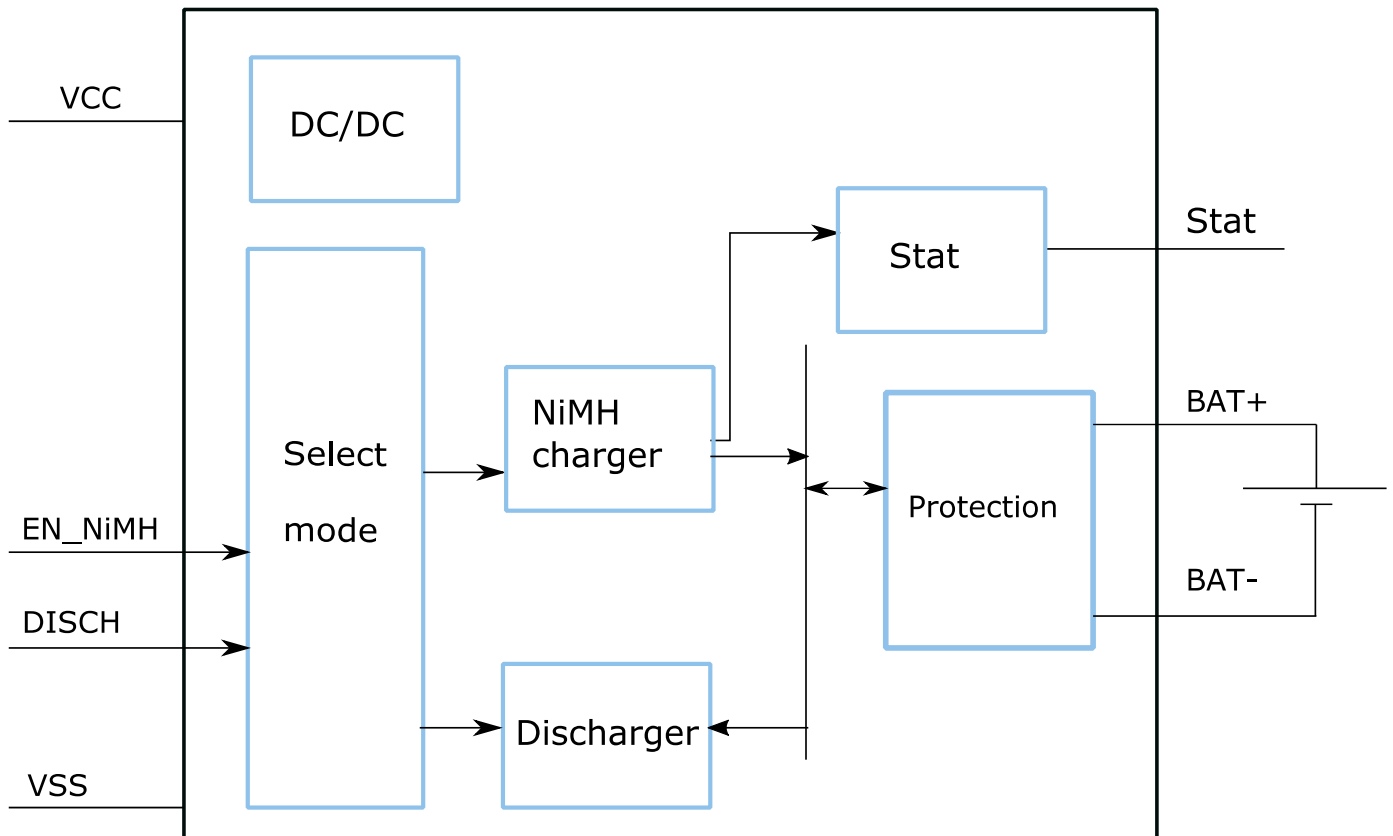 VCC
DC/DC
Stat
Stat
NiMH
charger
BAT+
Select
mode
Protection
EN_NiMH
BAT-
DISCH
Discharger
VSS